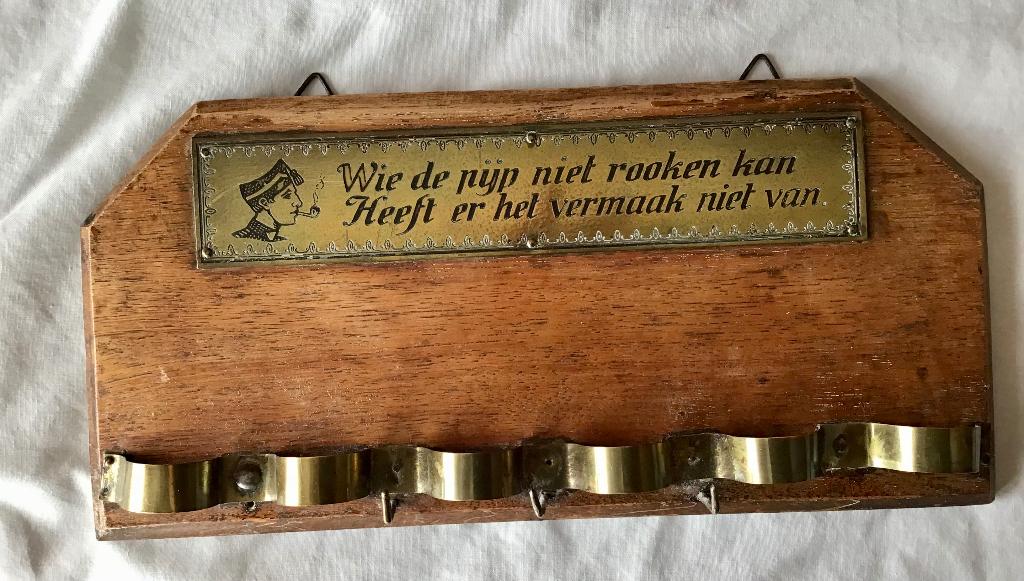 Wie de pijp niet rooken kan
Heeft er het vermaak niet van.